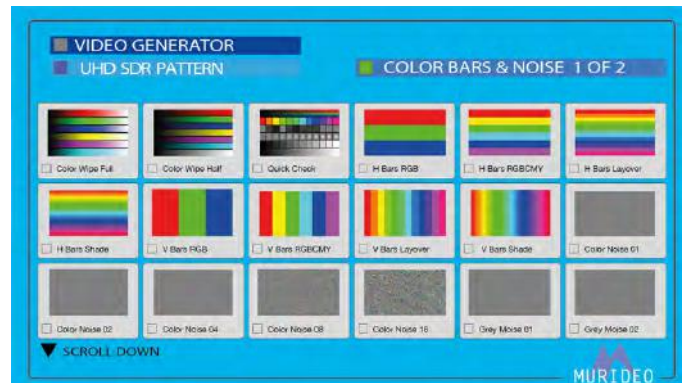 VIDEO GENERATOR
UHD SDR PATTERN
COLOR BARS & NOISE 1 OF 2
Color Wipe Full
Color Wipe Half
Quick Check
H Bars RGB
H Bars RGBCMY
H Bars Layover
H Bars Shade
V Bars RGB
V Bars RGBCMY
V Bars Layover
V Bars Shade
Color Noise 01
Color Noise 02
Color Noise 04
Color Noise 08
Color Noise 16
Grey Moise 01
Grey Moise 02
SCROLL DOWN
MURIDEO